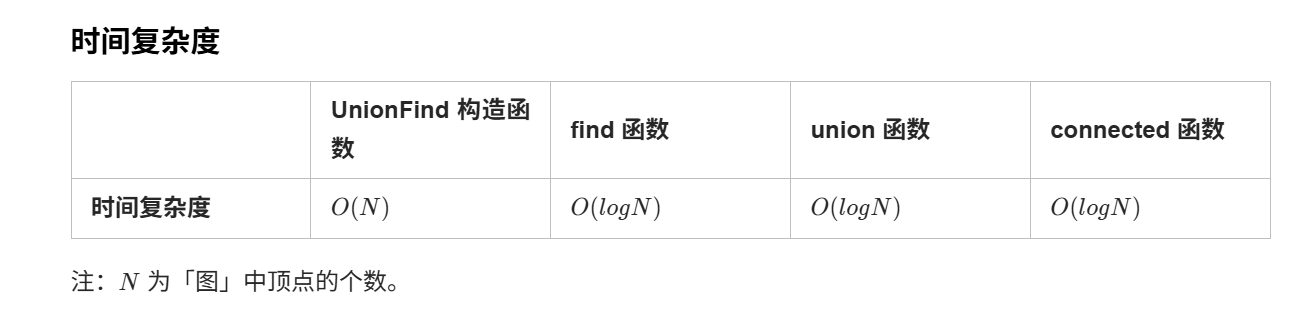 时间复杂度
UnionFind 构造函
数
find 函数
union 函数
connected 函数
时间复杂度
O(N)
O(logN)
O(logN)
O(logN)
注：N 为「图」中顶点的个数。